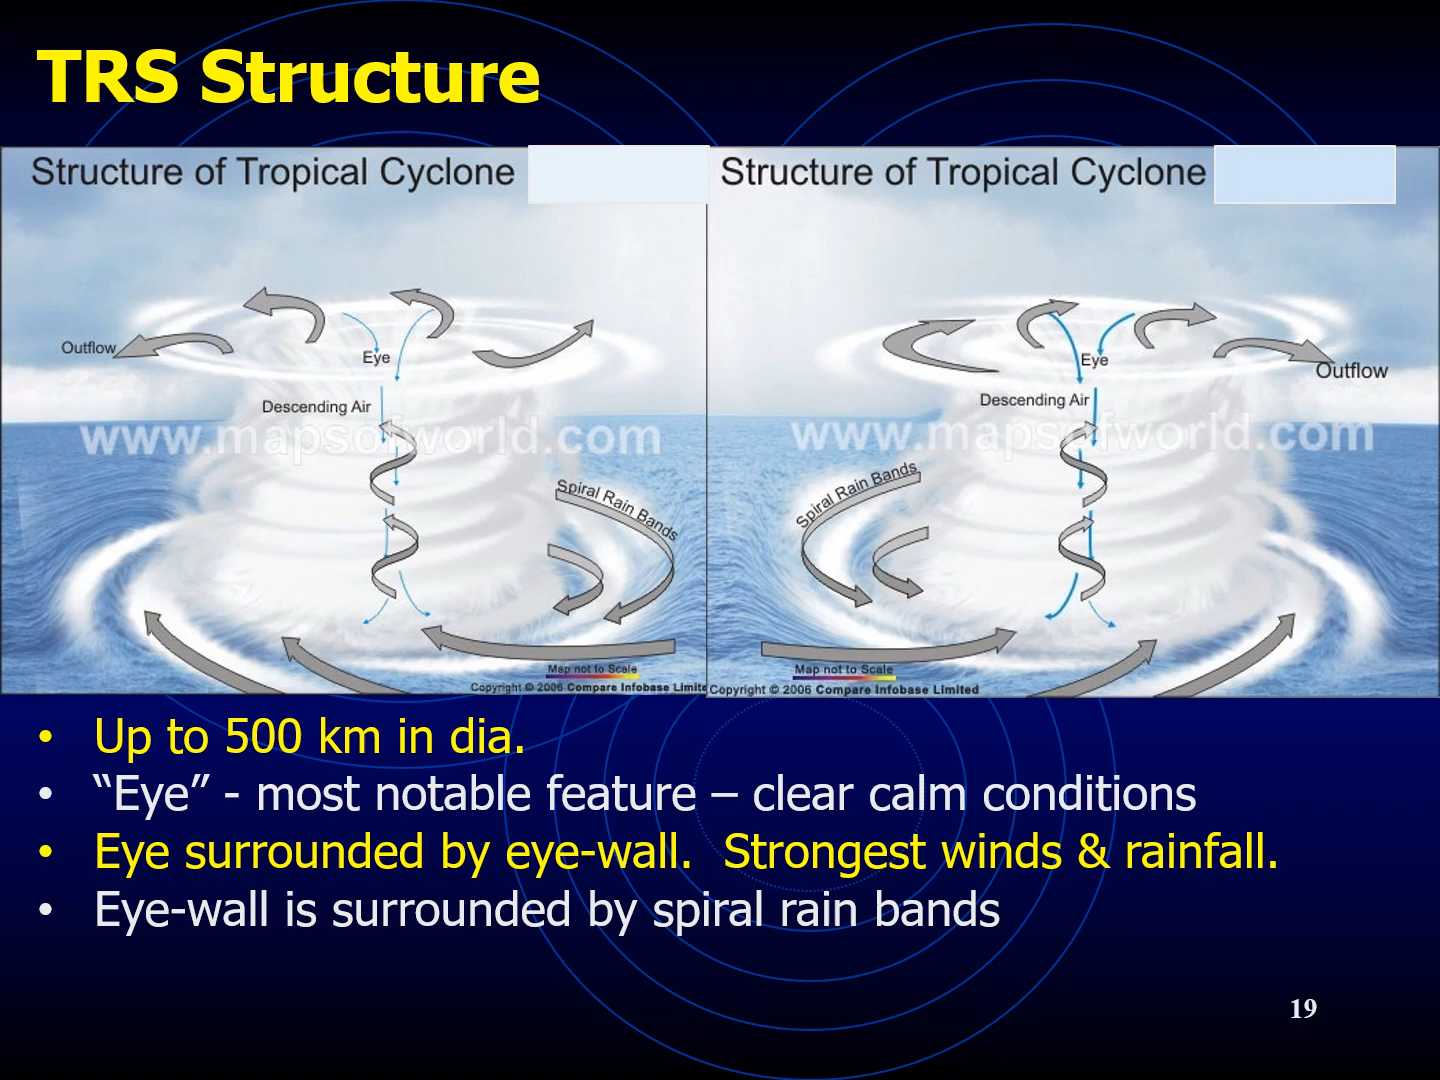 TRS Structure
Structure of Tropical Cyclone
Outflow
Eye
Descending Air
www.mapsofworld.com
Spiral Rain Bands
Map not to Scale
Copyright © 2006 Compare Infobase Limite
Structure of Tropical Cyclone
Eye
Outflow
Descending Air
www.mapsofworld.com
Spiral Rain Bands
Map not to Scale
Copyright © 2006 Compare Infobase Limited
• Up to 500 km in dia.
• “Eye” - most notable feature – clear calm conditions
• Eye surrounded by eye-wall. Strongest winds & rainfall.
• Eye-wall is surrounded by spiral rain bands
19